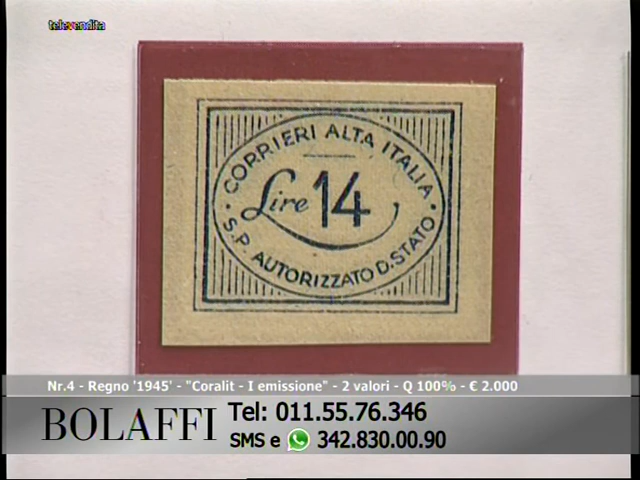 televendita
CORRIERI ALTA ITALIA
Lire 14
S.P. AUTORIZZATO D. STATO
Nr.4 - Regno '1945' - "Coralit - I emissione" - 2 valori - Q 100% - € 2.000
BOLAFFI
Tel: 011.55.76.346
SMS e 342.830.00.90